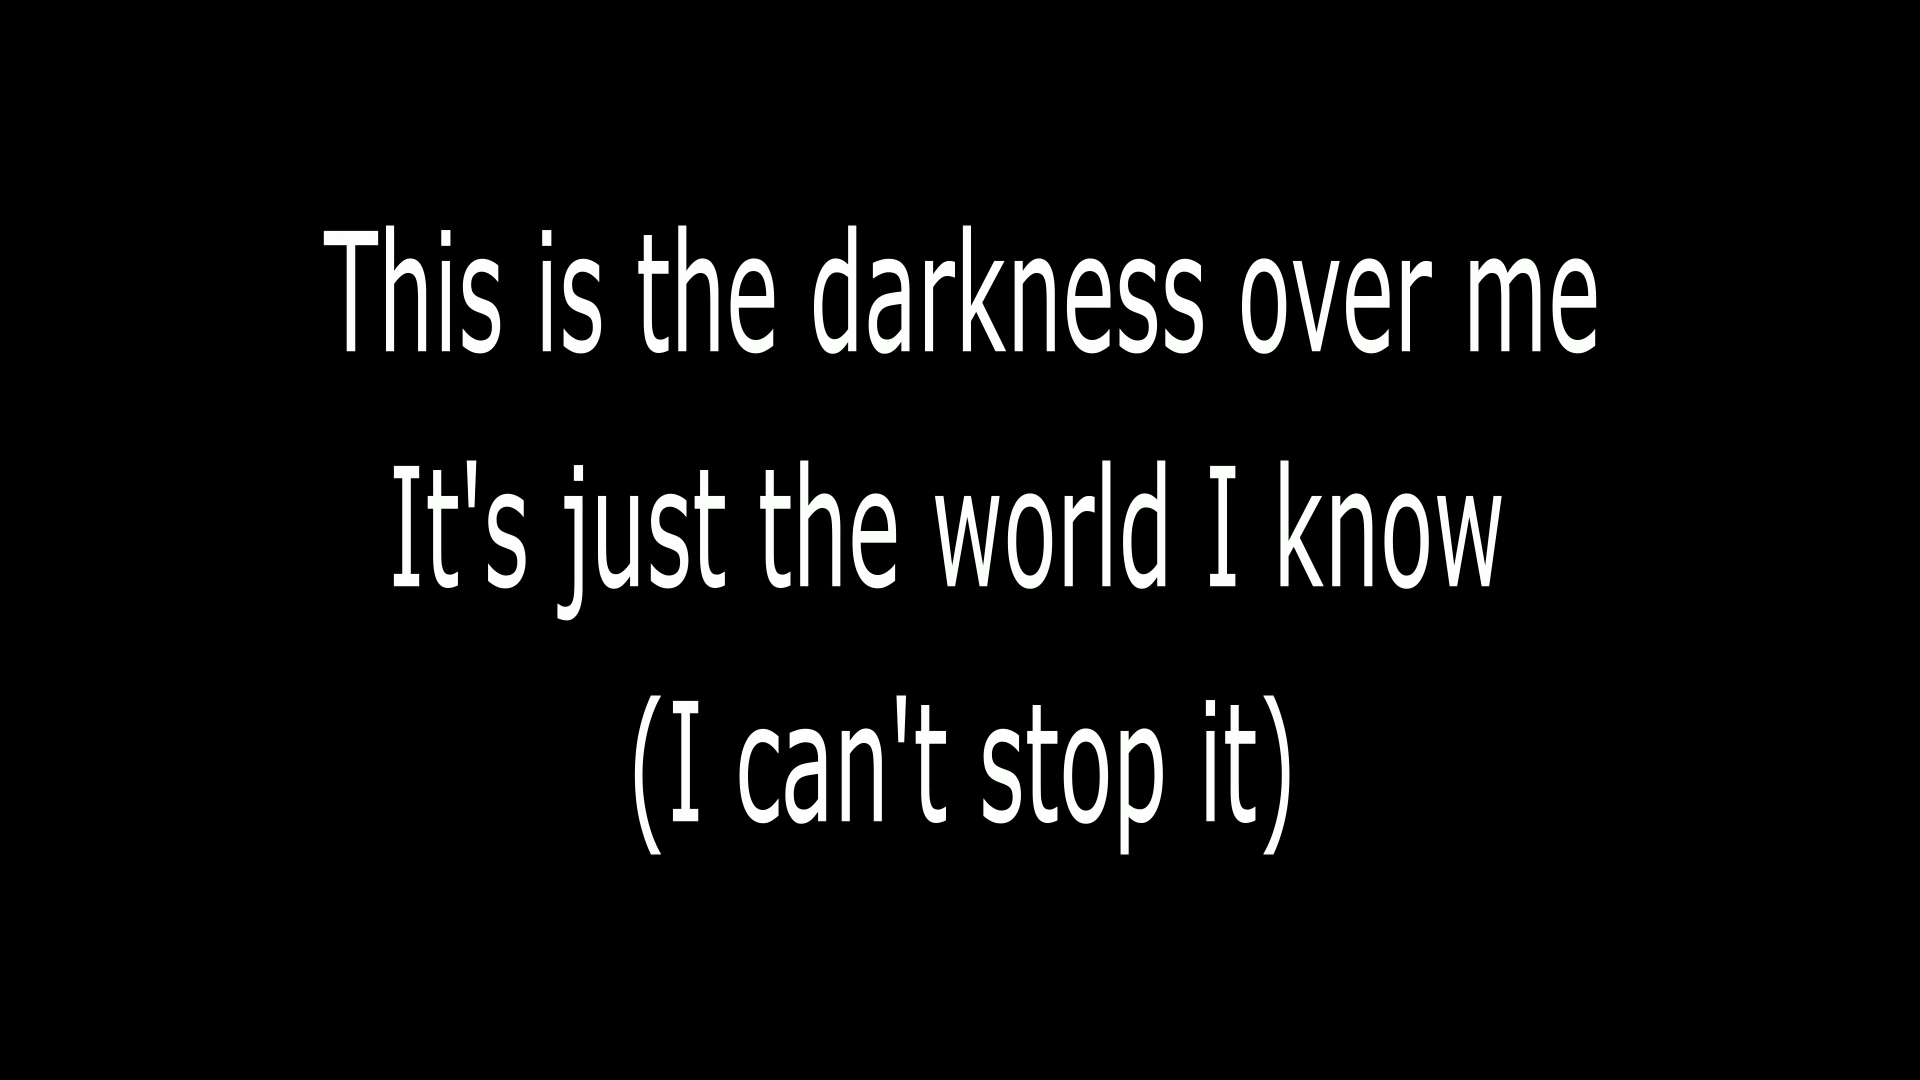 This is the darkness over me
It's just the world I know
(I can't stop it)